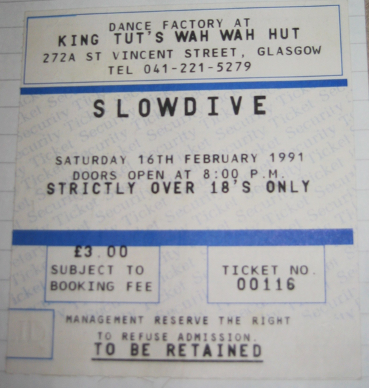 DANCE FACTORY AT
KING TUT'S WAH WAH HUT
272A ST VINCENT STREET, GLASGOW
TEL 041-221-5279
SLOWDIVE
SATURDAY 16TH FEBRUARY 1991
DOORS OPEN AT 8:00 P.M.
STRICTLY OVER 18'S ONLY
£3.00
SUBJECT TO
BOOKING FEE
TICKET NO.
00116
MANAGEMENT RESERVE THE RIGHT
TO REFUSE ADMISSION.
TO BE RETAINED